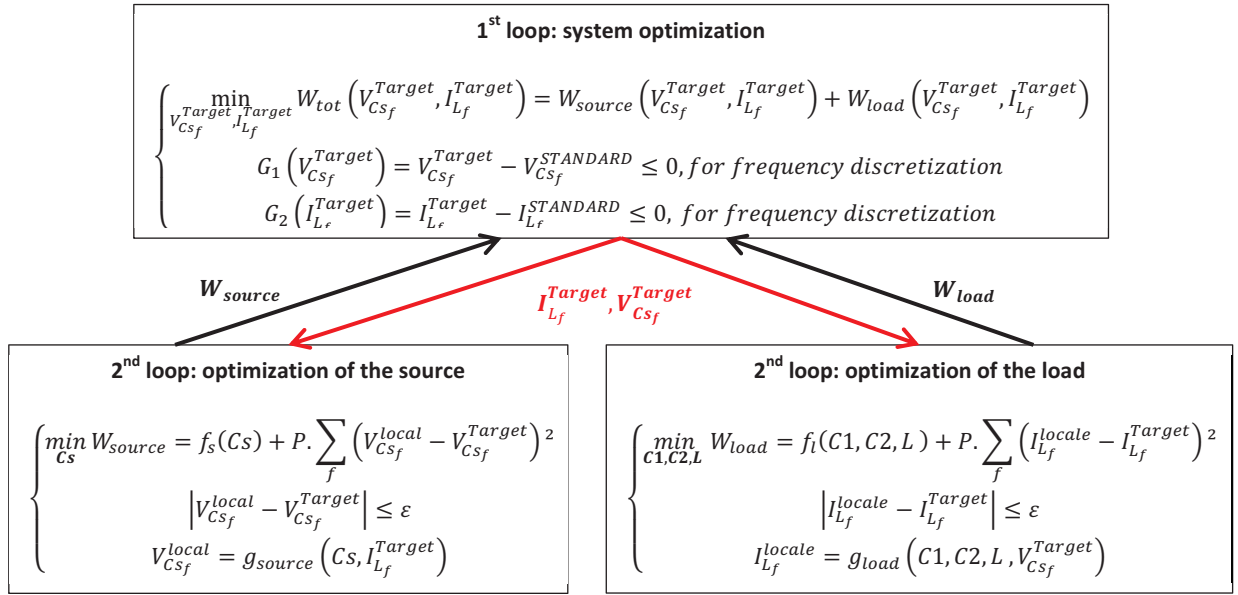 1st loop: system optimization
min W_tot (V_{Cs_f}^{Target}, I_{L_f}^{Target}) = W_source (V_{Cs_f}^{Target}, I_{L_f}^{Target}) + W_load (V_{Cs_f}^{Target}, I_{L_f}^{Target})
V_{Cs_f}^{Target}, I_{L_f}^{Target}
G_1 (V_{Cs_f}^{Target}) = V_{Cs_f}^{Target} − V_{Cs_f}^{STANDARD} ≤ 0, for frequency discretization
G_2 (I_{L_f}^{Target}) = I_{L_f}^{Target} − I_{L_f}^{STANDARD} ≤ 0, for frequency discretization
W_source
I_{L_f}^{Target}, V_{Cs_f}^{Target}
W_load
2nd loop: optimization of the source
min W_source = f_s(Cs) + P. ∑ (V_{Cs_f}^{local} − V_{Cs_f}^{Target})²
Cs f
|V_{Cs_f}^{local} − V_{Cs_f}^{Target}| ≤ ε
V_{Cs_f}^{local} = g_source (Cs, I_{L_f}^{Target})
2nd loop: optimization of the load
min W_load = f_l(C1, C2, L) + P. ∑ (I_{L_f}^{locale} − I_{L_f}^{Target})²
C1,C2,L f
|I_{L_f}^{locale} − I_{L_f}^{Target}| ≤ ε
I_{L_f}^{locale} = g_load (C1, C2, L, V_{Cs_f}^{Target})